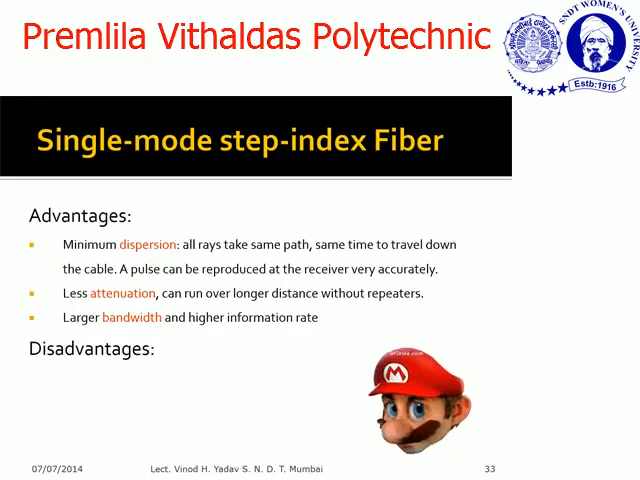 Premlila Vithaldas Polytechnic
SNDT WOMEN'S UNIVERSITY
Estb:1916
Single-mode step-index Fiber
Advantages:
Minimum dispersion: all rays take same path, same time to travel down
the cable. A pulse can be reproduced at the receiver very accurately.
Less attenuation, can run over longer distance without repeaters.
Larger bandwidth and higher information rate
Disadvantages:
M
07/07/2014 Lect. Vinod H. Yadav S. N. D. T. Mumbai 33